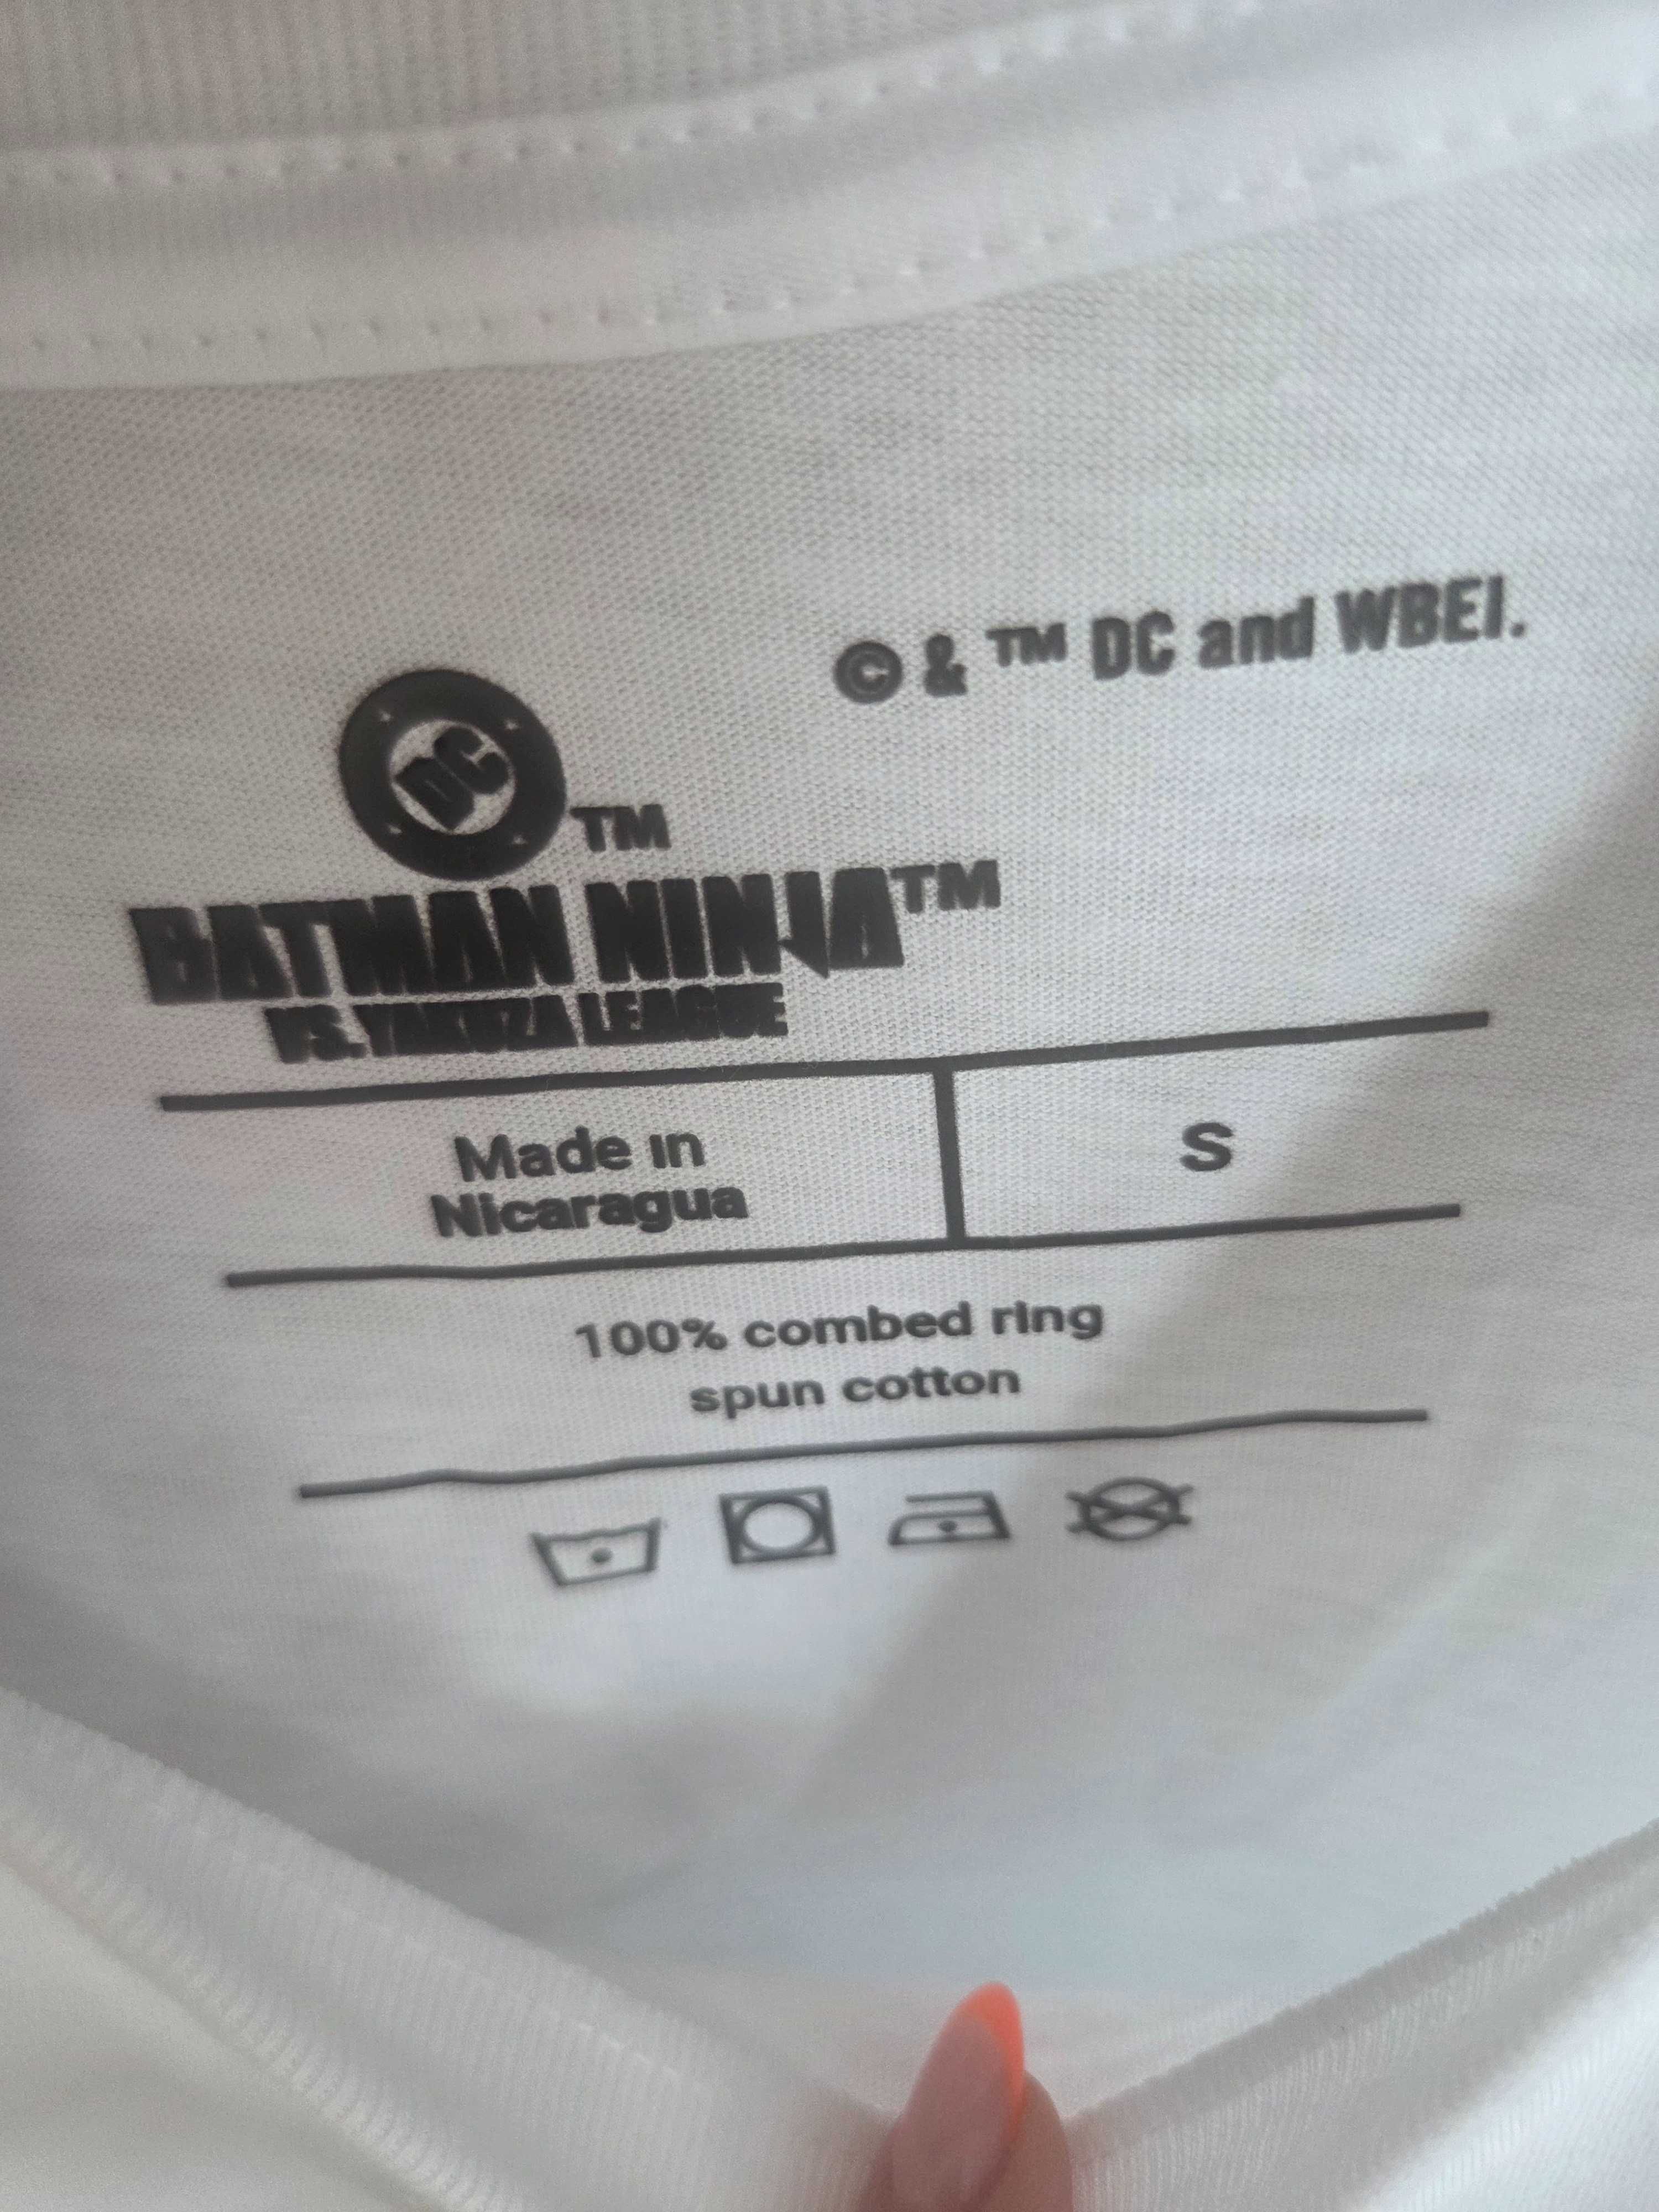 © & ™ DC and WBEI.
DC ™
BATMAN NINJA™
VS. YAKUZA LEAGUE
Made in
Nicaragua
S
100% combed ring
spun cotton